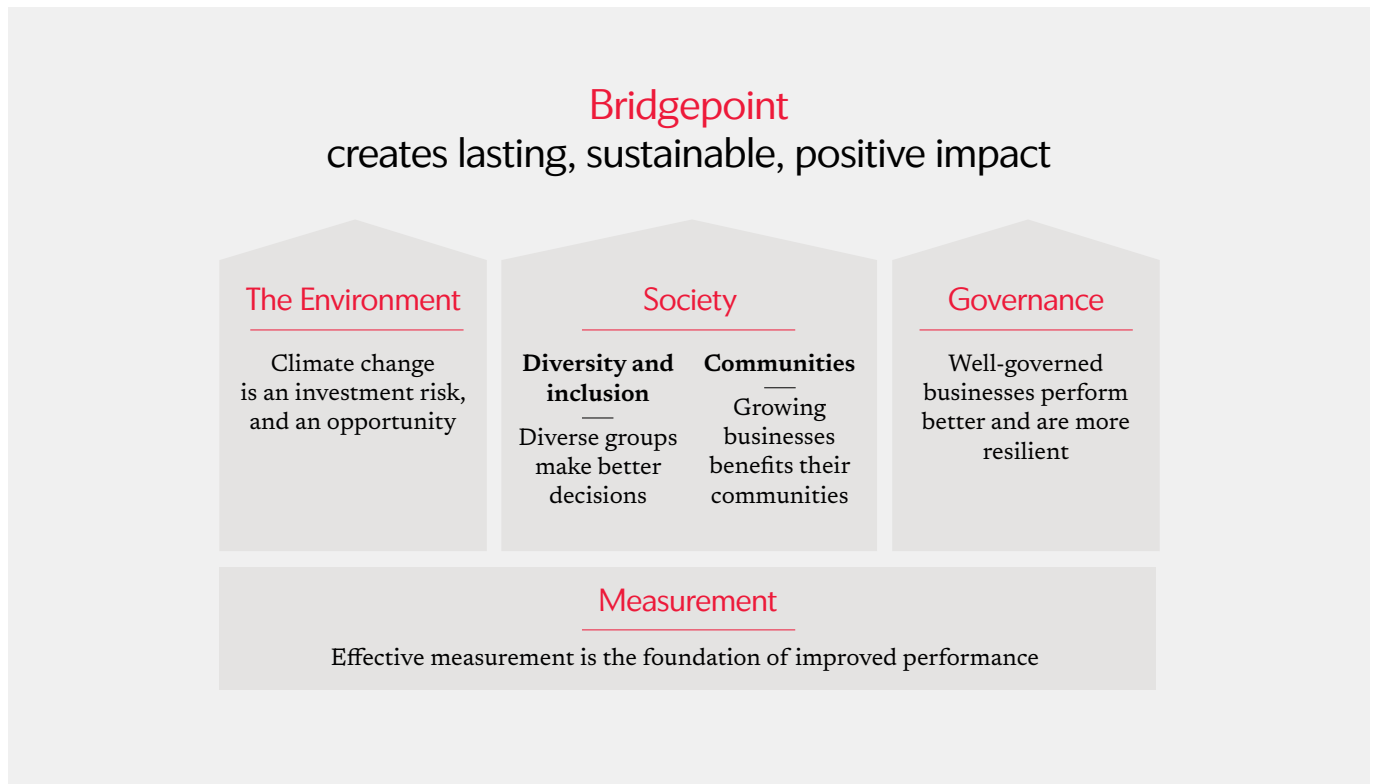 Bridgepoint
creates lasting, sustainable, positive impact
The Environment
Climate change
is an investment risk,
and an opportunity
Society
Diversity and
inclusion
Diverse groups
make better
decisions
Communities
Growing
businesses
benefits their
communities
Governance
Well-governed
businesses perform
better and are more
resilient
Measurement
Effective measurement is the foundation of improved performance